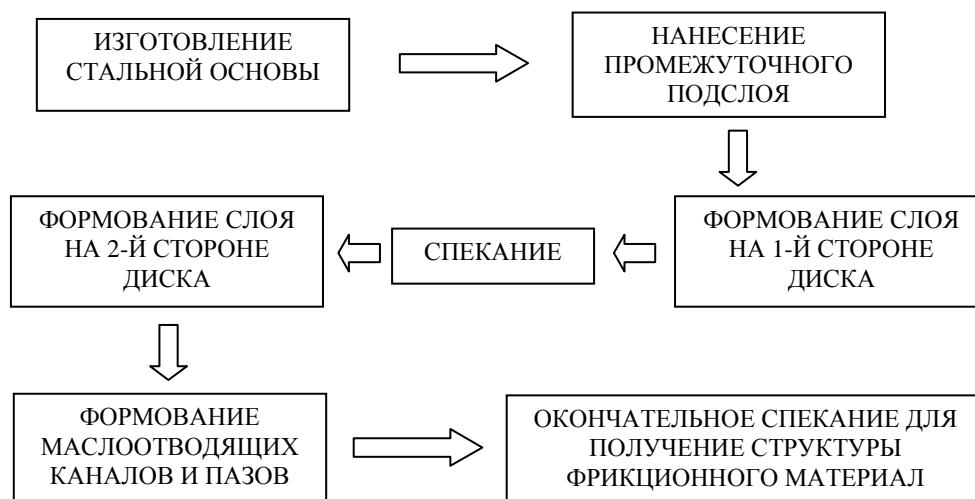 ИЗГОТОВЛЕНИЕ
СТАЛЬНОЙ ОСНОВЫ
НАНЕСЕНИЕ
ПРОМЕЖУТОЧНОГО
ПОДСЛОЯ
ФОРМОВАНИЕ СЛОЯ
НА 1-Й СТОРОНЕ
ДИСКА
СПЕКАНИЕ
ФОРМОВАНИЕ СЛОЯ
НА 2-Й СТОРОНЕ
ДИСКА
ФОРМОВАНИЕ
МАСЛООТВОДЯЩИХ
КАНАЛОВ И ПАЗОВ
ОКОНЧАТЕЛЬНОЕ СПЕКАНИЕ ДЛЯ
ПОЛУЧЕНИЕ СТРУКТУРЫ
ФРИКЦИОННОГО МАТЕРИАЛ